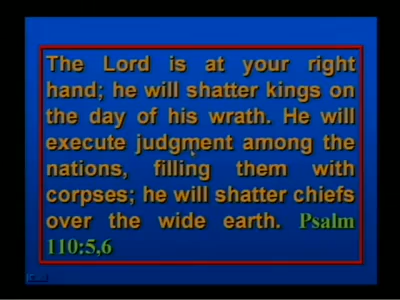 The Lord is at your right
hand; he will shatter kings on
the day of his wrath. He will
execute judgment among the
nations, filling them with
corpses; he will shatter chiefs
over the wide earth. Psalm
110:5,6